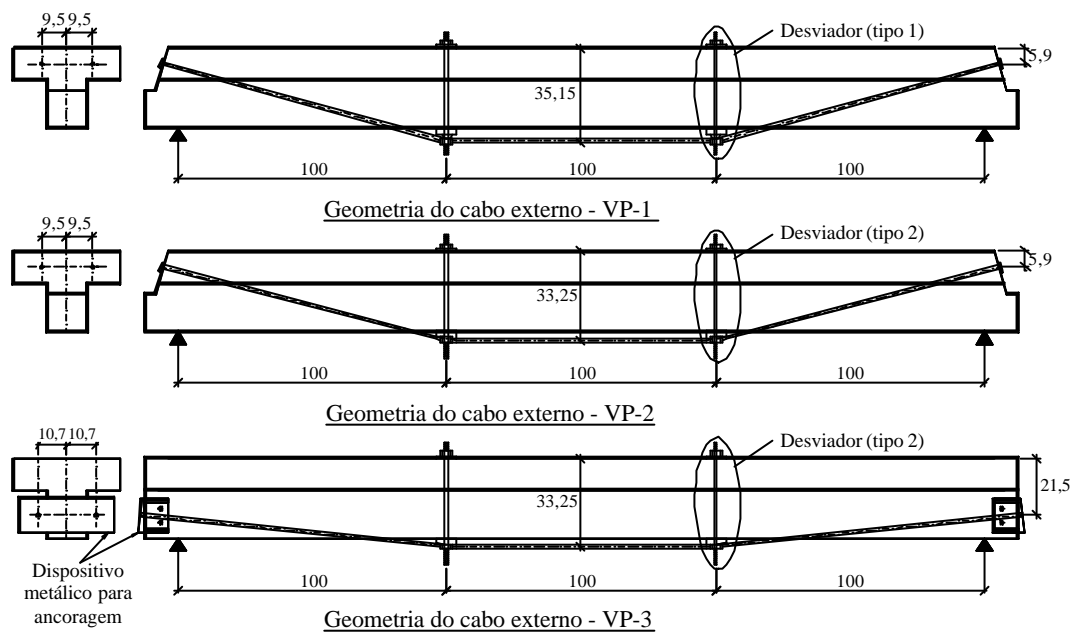 9,5 9,5
Desviador (tipo 1)
5,9
35,15
100
100
100
Geometria do cabo externo - VP-1
9,5 9,5
Desviador (tipo 2)
5,9
33,25
100
100
100
Geometria do cabo externo - VP-2
10,7 10,7
Desviador (tipo 2)
21,5
33,25
100
100
100
Dispositivo
metálico para
ancoragem
Geometria do cabo externo - VP-3